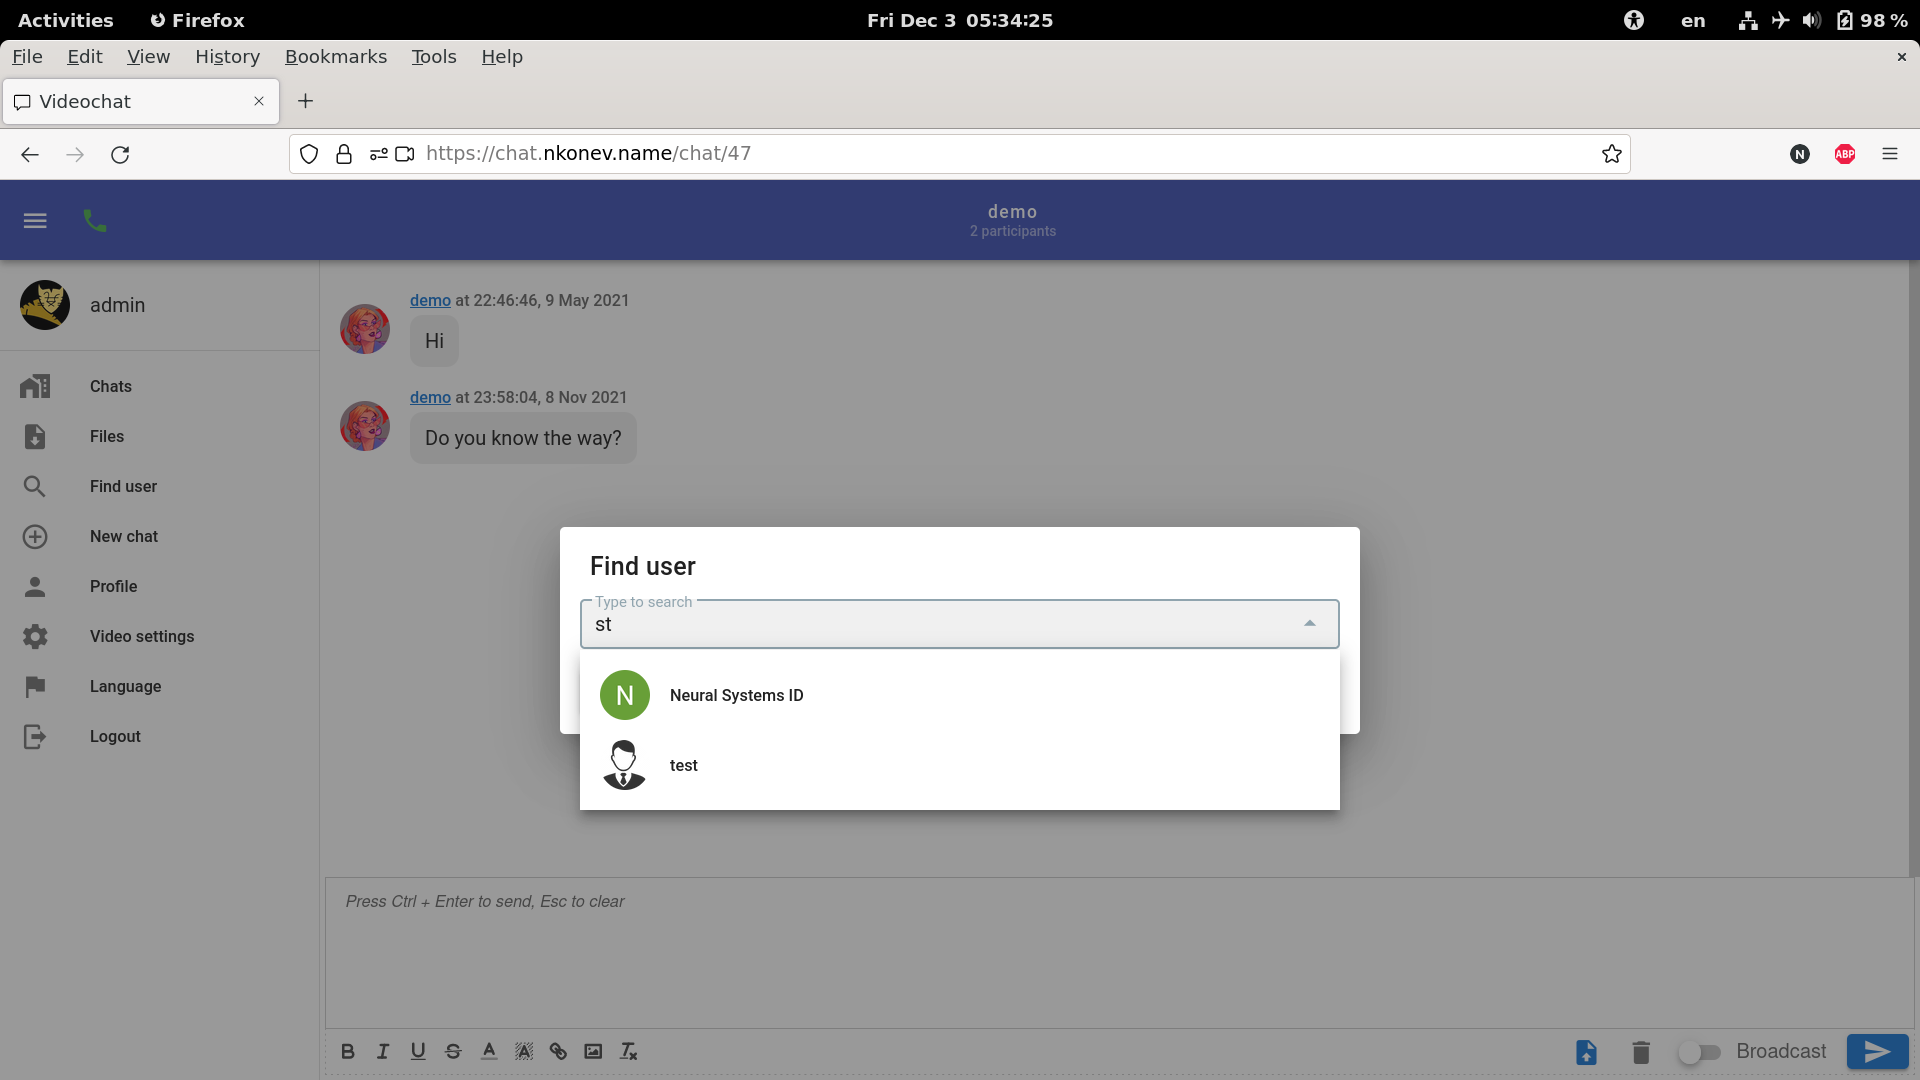 Activities Firefox Fri Dec 3 05:34:25 en 98 %
File Edit View History Bookmarks Tools Help
Videochat
https://chat.nkonev.name/chat/47 N ABP
demo
2 participants
admin
Chats
Files
Find user
New chat
Profile
Video settings
Language
Logout
demo at 22:46:46, 9 May 2021
Hi
demo at 23:58:04, 8 Nov 2021
Do you know the way?
Find user
Type to search
st
N Neural Systems ID
test
Press Ctrl + Enter to send, Esc to clear
B I U S A A Tx Broadcast